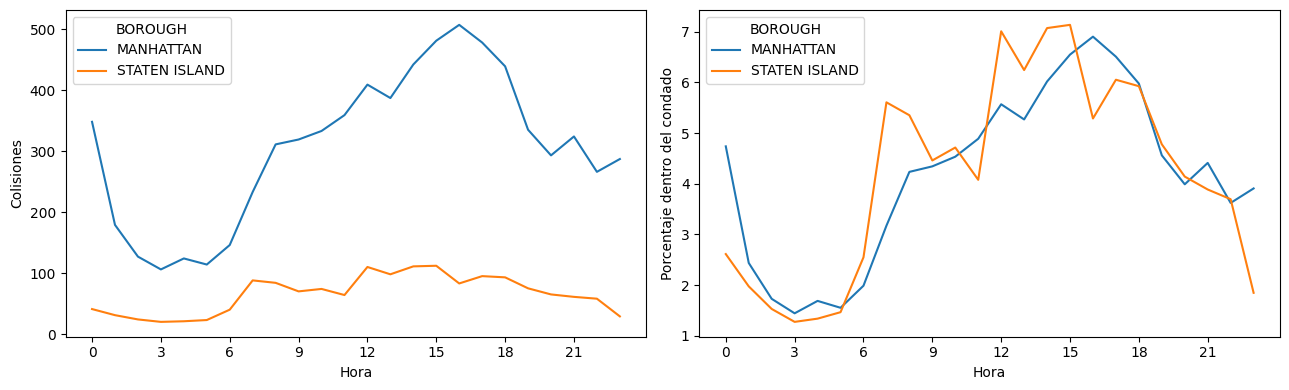 BOROUGH
MANHATTAN
STATEN ISLAND
Colisiones
500
400
300
200
100
0
0 3 6 9 12 15 18 21
Hora
BOROUGH
MANHATTAN
STATEN ISLAND
Porcentaje dentro del condado
7
6
5
4
3
2
1
0 3 6 9 12 15 18 21
Hora